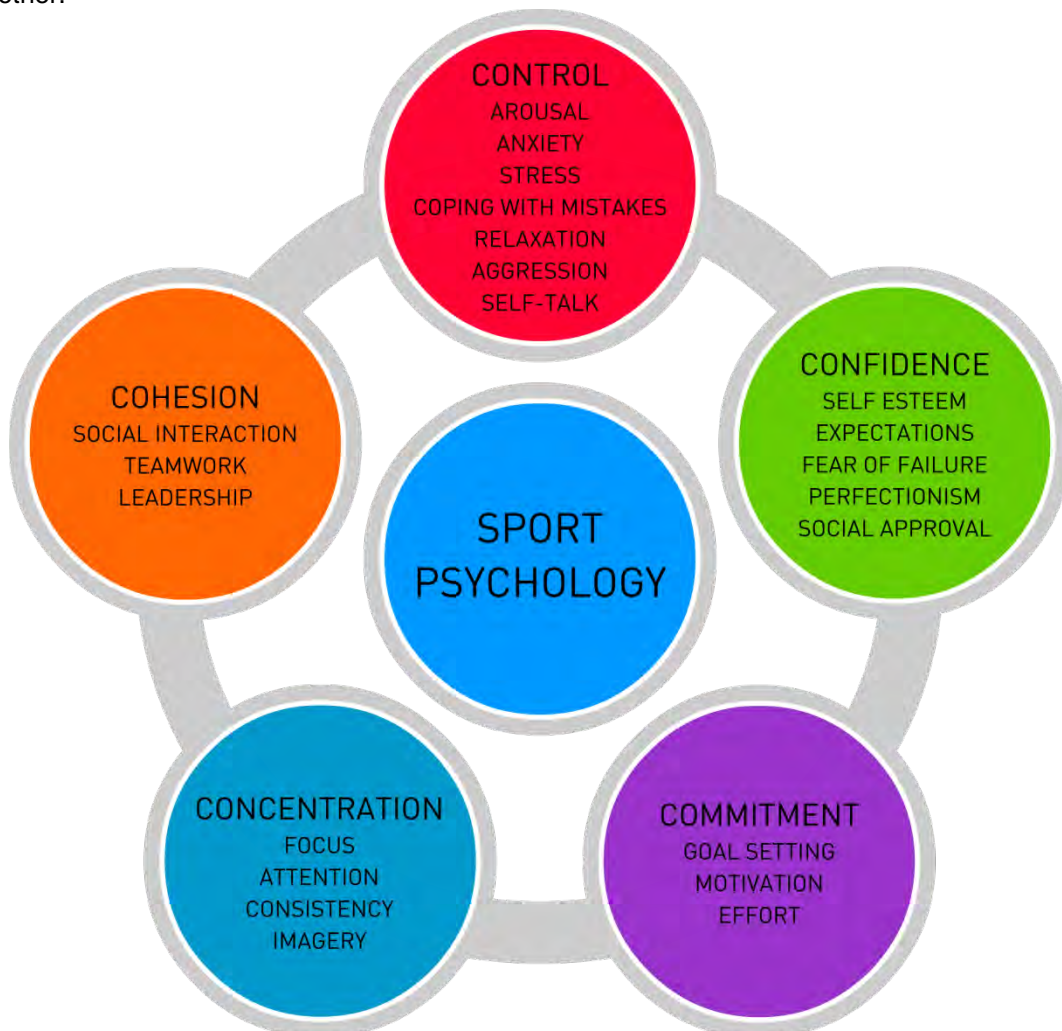 CONTROL
AROUSAL
ANXIETY
STRESS
COPING WITH MISTAKES
RELAXATION
AGGRESSION
SELF-TALK
CONFIDENCE
SELF ESTEEM
EXPECTATIONS
FEAR OF FAILURE
PERFECTIONISM
SOCIAL APPROVAL
COHESION
SOCIAL INTERACTION
TEAMWORK
LEADERSHIP
SPORT
PSYCHOLOGY
CONCENTRATION
FOCUS
ATTENTION
CONSISTENCY
IMAGERY
COMMITMENT
GOAL SETTING
MOTIVATION
EFFORT